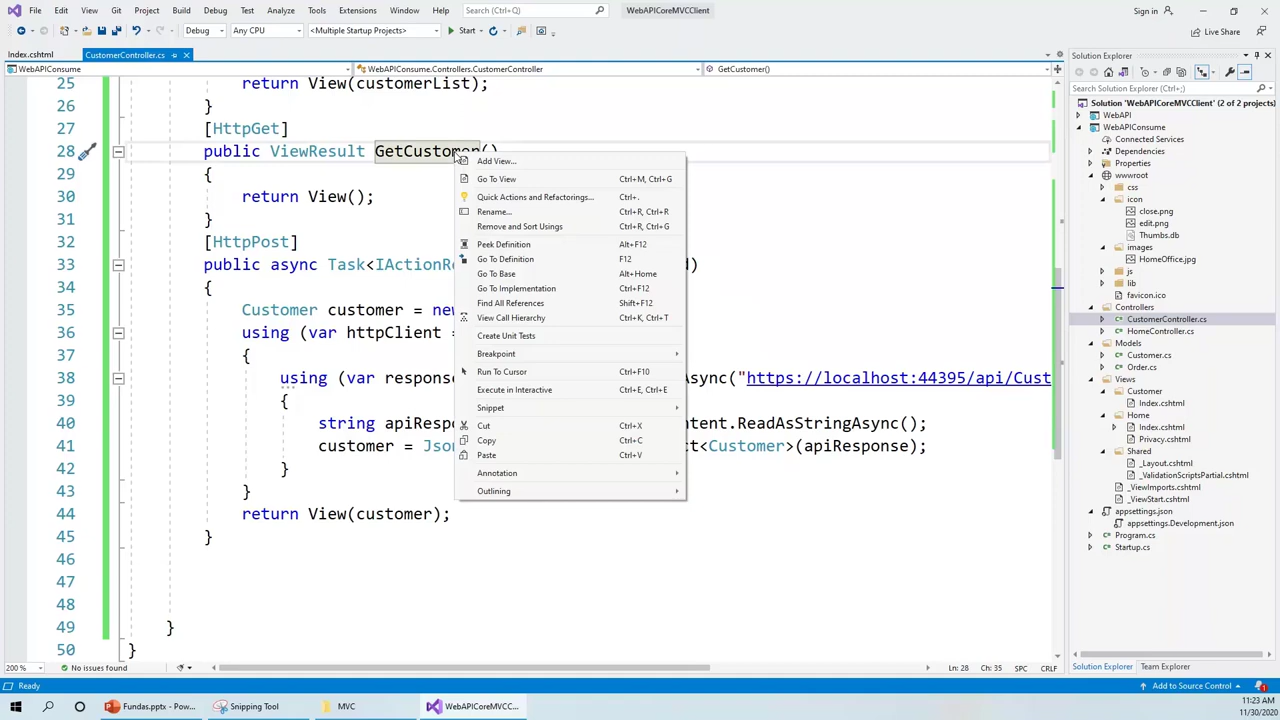 File Edit View Git Project Build Debug Test Analyze Tools Extensions Window Help Search (Ctrl+Q) WebAPICoreMVCClient Sign in
Debug Any CPU <Multiple Startup Projects> Start Live Share
Index.cshtml CustomerController.cs
WebAPIConsume WebAPIConsume.Controllers.CustomerController GetCustomer()
25 return View(customerList);
26 }
27 [HttpGet]
28 public ViewResult GetCustomer()
29 {
30 return View();
31 }
32 [HttpPost]
33 public async Task<IActionRe d)
34 {
35 Customer customer = new
36 using (var httpClient =
37 {
38 using (var response Async("https://localhost:44395/api/Cust
39 {
40 string apiResp ntent.ReadAsStringAsync();
41 customer = Json ct<Customer>(apiResponse);
42 }
43 }
44 return View(customer);
45 }
46
47
48
49 }
50 }
Add View...
Go To View Ctrl+M, Ctrl+G
Quick Actions and Refactorings... Ctrl+.
Rename... Ctrl+R, Ctrl+R
Remove and Sort Usings Ctrl+R, Ctrl+G
Peek Definition Alt+F12
Go To Definition F12
Go To Base Alt+Home
Go To Implementation Ctrl+F12
Find All References Shift+F12
View Call Hierarchy Ctrl+K, Ctrl+T
Create Unit Tests
Breakpoint
Run To Cursor Ctrl+F10
Execute in Interactive Ctrl+E, Ctrl+E
Snippet
Cut Ctrl+X
Copy Ctrl+C
Paste Ctrl+V
Annotation
Outlining
Solution Explorer
Search Solution Explorer (Ctrl+;)
Solution 'WebAPICoreMVCClient' (2 of 2 projects)
WebAPI
WebAPIConsume
Connected Services
Dependencies
Properties
wwwroot
css
icon
close.png
edit.png
Thumbs.db
images
HomeOffice.jpg
js
lib
favicon.ico
Controllers
CustomerController.cs
HomeController.cs
Models
Customer.cs
Order.cs
Views
Customer
Index.cshtml
Home
Index.cshtml
Privacy.cshtml
Shared
_Layout.cshtml
_ValidationScriptsPartial.cshtml
_ViewImports.cshtml
_ViewStart.cshtml
appsettings.json
appsettings.Development.json
Program.cs
Startup.cs
Solution Explorer Team Explorer
200 % No issues found Ln: 28 Ch: 35 SPC CRLF
Ready Add to Source Control 1
Fundas.pptx - Pow... Snipping Tool MVC WebAPICoreMVCC...
11:23 AM
11/30/2020